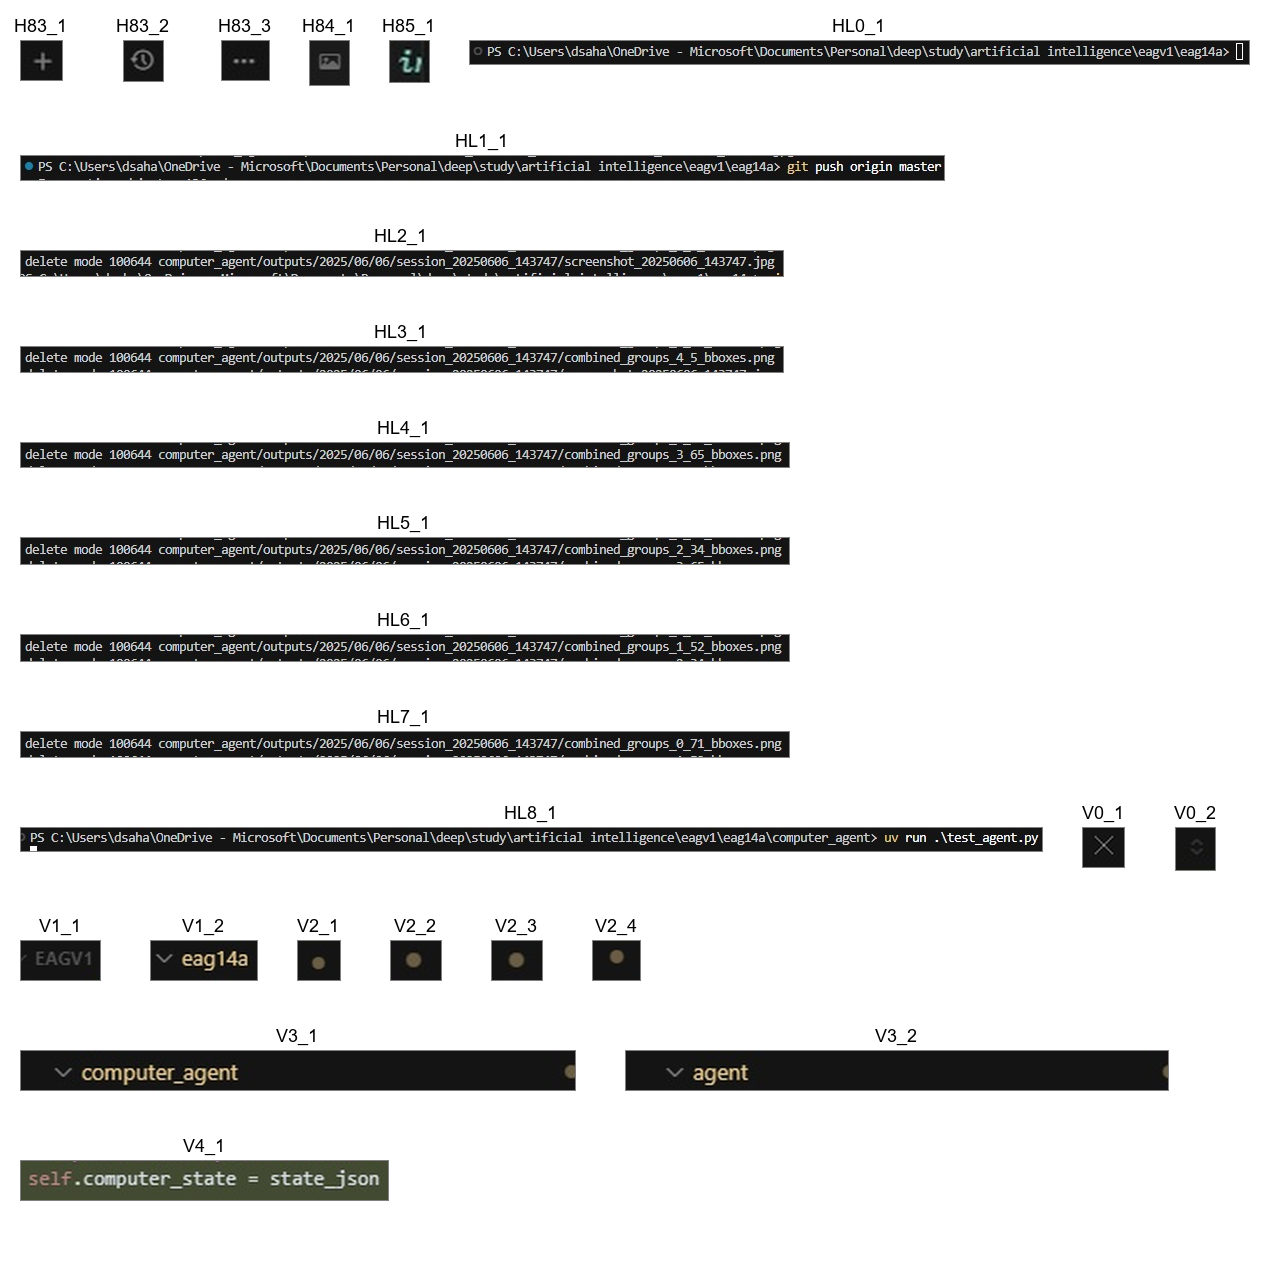 H83_1 H83_2 H83_3 H84_1 H85_1 HL0_1
PS C:\Users\dsaha\OneDrive - Microsoft\Documents\Personal\deep\study\artificial intelligence\eagv1\eag14a>
HL1_1
PS C:\Users\dsaha\OneDrive - Microsoft\Documents\Personal\deep\study\artificial intelligence\eagv1\eag14a> git push origin master
HL2_1
delete mode 100644 computer_agent/outputs/2025/06/06/session_20250606_143747/screenshot_20250606_143747.jpg
HL3_1
delete mode 100644 computer_agent/outputs/2025/06/06/session_20250606_143747/combined_groups_4_5_bboxes.png
HL4_1
delete mode 100644 computer_agent/outputs/2025/06/06/session_20250606_143747/combined_groups_3_65_bboxes.png
HL5_1
delete mode 100644 computer_agent/outputs/2025/06/06/session_20250606_143747/combined_groups_2_34_bboxes.png
HL6_1
delete mode 100644 computer_agent/outputs/2025/06/06/session_20250606_143747/combined_groups_1_52_bboxes.png
HL7_1
delete mode 100644 computer_agent/outputs/2025/06/06/session_20250606_143747/combined_groups_0_71_bboxes.png
HL8_1 V0_1 V0_2
PS C:\Users\dsaha\OneDrive - Microsoft\Documents\Personal\deep\study\artificial intelligence\eagv1\eag14a\computer_agent> uv run .\test_agent.py
V1_1 V1_2 V2_1 V2_2 V2_3 V2_4
EAGV1 eag14a
V3_1 V3_2
computer_agent agent
V4_1
self.computer_state = state_json